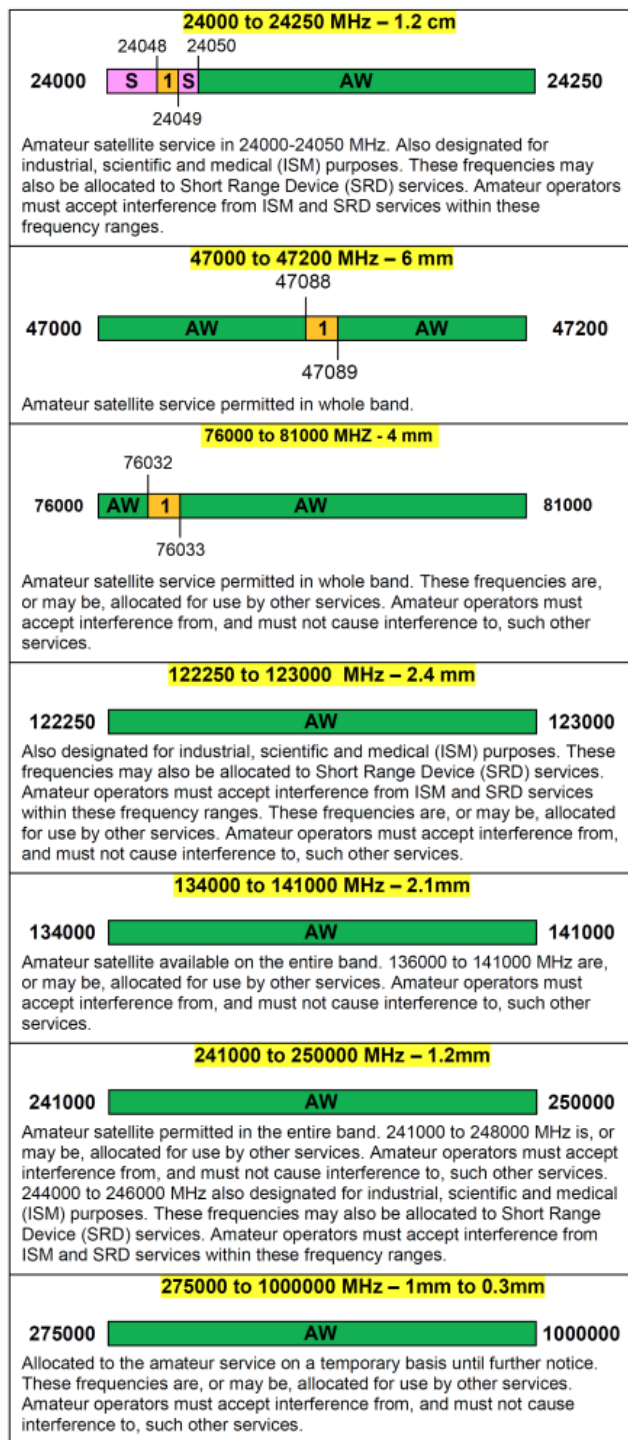 24000 to 24250 MHz – 1.2 cm
24048 24050
24000 S 1 S AW 24250
24049
Amateur satellite service in 24000-24050 MHz. Also designated for
industrial, scientific and medical (ISM) purposes. These frequencies may
also be allocated to Short Range Device (SRD) services. Amateur operators
must accept interference from ISM and SRD services within these
frequency ranges.
47000 to 47200 MHz – 6 mm
47088
47000 AW 1 AW 47200
47089
Amateur satellite service permitted in whole band.
76000 to 81000 MHZ - 4 mm
76032
76000 AW 1 AW 81000
76033
Amateur satellite service permitted in whole band. These frequencies are,
or may be, allocated for use by other services. Amateur operators must
accept interference from, and must not cause interference to, such other
services.
122250 to 123000 MHz – 2.4 mm
122250 AW 123000
Also designated for industrial, scientific and medical (ISM) purposes. These
frequencies may also be allocated to Short Range Device (SRD) services.
Amateur operators must accept interference from ISM and SRD services
within these frequency ranges. These frequencies are, or may be, allocated
for use by other services. Amateur operators must accept interference from,
and must not cause interference to, such other services.
134000 to 141000 MHz – 2.1mm
134000 AW 141000
Amateur satellite available on the entire band. 136000 to 141000 MHz are,
or may be, allocated for use by other services. Amateur operators must
accept interference from, and must not cause interference to, such other
services.
241000 to 250000 MHz – 1.2mm
241000 AW 250000
Amateur satellite permitted in the entire band. 241000 to 248000 MHz is, or
may be, allocated for use by other services. Amateur operators must accept
interference from, and must not cause interference to, such other services.
244000 to 246000 MHz also designated for industrial, scientific and medical
(ISM) purposes. These frequencies may also be allocated to Short Range
Device (SRD) services. Amateur operators must accept interference from
ISM and SRD services within these frequency ranges.
275000 to 1000000 MHz – 1mm to 0.3mm
275000 AW 1000000
Allocated to the amateur service on a temporary basis until further notice.
These frequencies are, or may be, allocated for use by other services.
Amateur operators must accept interference from, and must not cause
interference to, such other services.